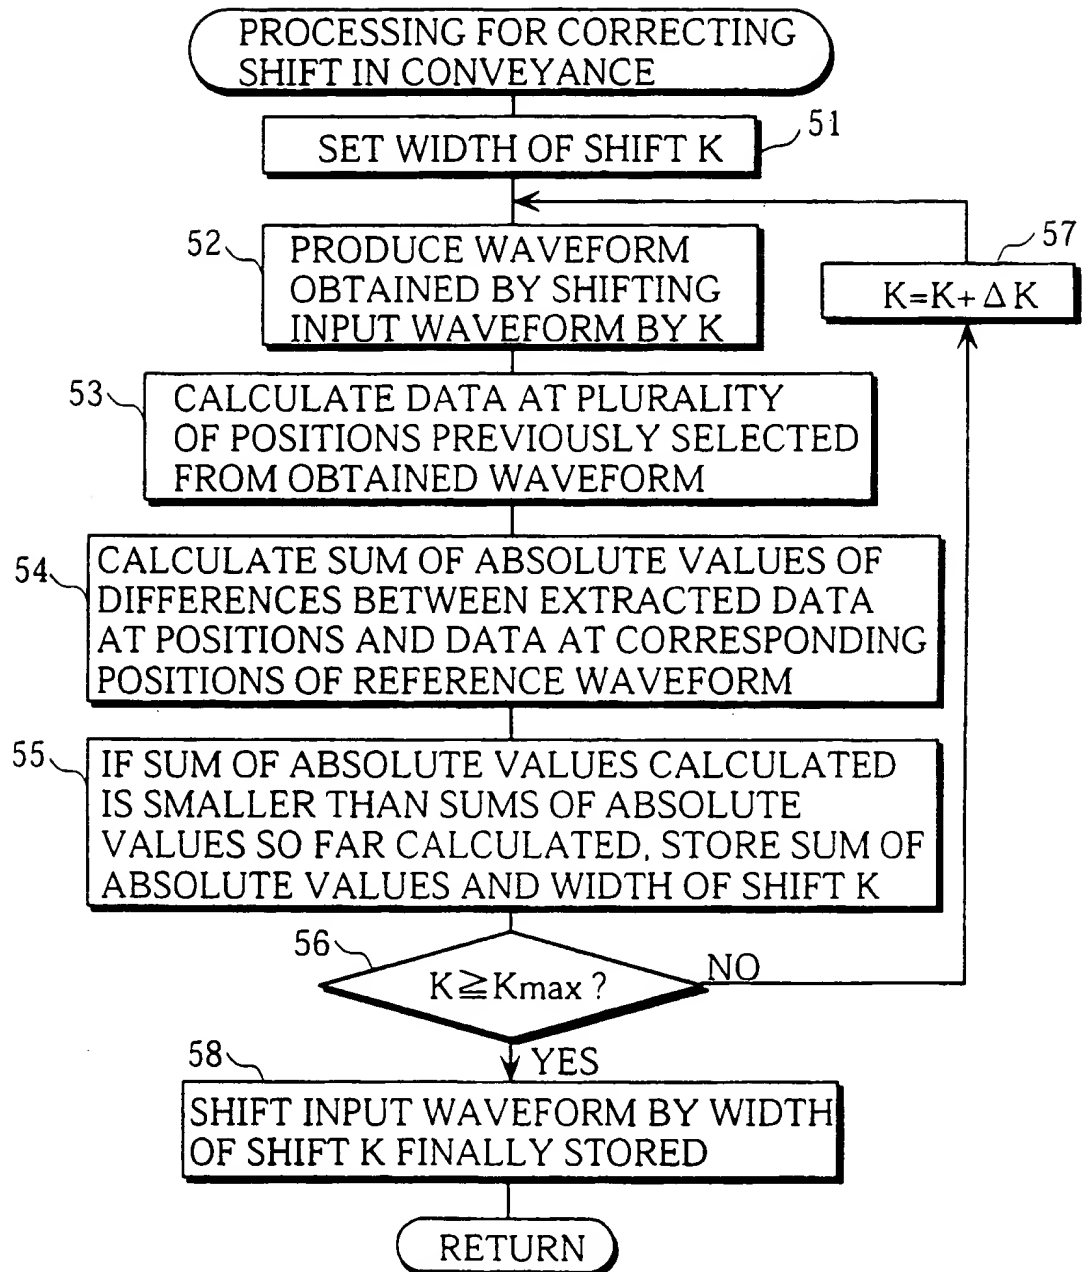 PROCESSING FOR CORRECTING
SHIFT IN CONVEYANCE
51
SET WIDTH OF SHIFT K
52
PRODUCE WAVEFORM
OBTAINED BY SHIFTING
INPUT WAVEFORM BY K
57
K=K+ΔK
53
CALCULATE DATA AT PLURALITY
OF POSITIONS PREVIOUSLY SELECTED
FROM OBTAINED WAVEFORM
54
CALCULATE SUM OF ABSOLUTE VALUES OF
DIFFERENCES BETWEEN EXTRACTED DATA
AT POSITIONS AND DATA AT CORRESPONDING
POSITIONS OF REFERENCE WAVEFORM
55
IF SUM OF ABSOLUTE VALUES CALCULATED
IS SMALLER THAN SUMS OF ABSOLUTE
VALUES SO FAR CALCULATED, STORE SUM OF
ABSOLUTE VALUES AND WIDTH OF SHIFT K
56
K≧Kmax?
NO
YES
58
SHIFT INPUT WAVEFORM BY WIDTH
OF SHIFT K FINALLY STORED
RETURN